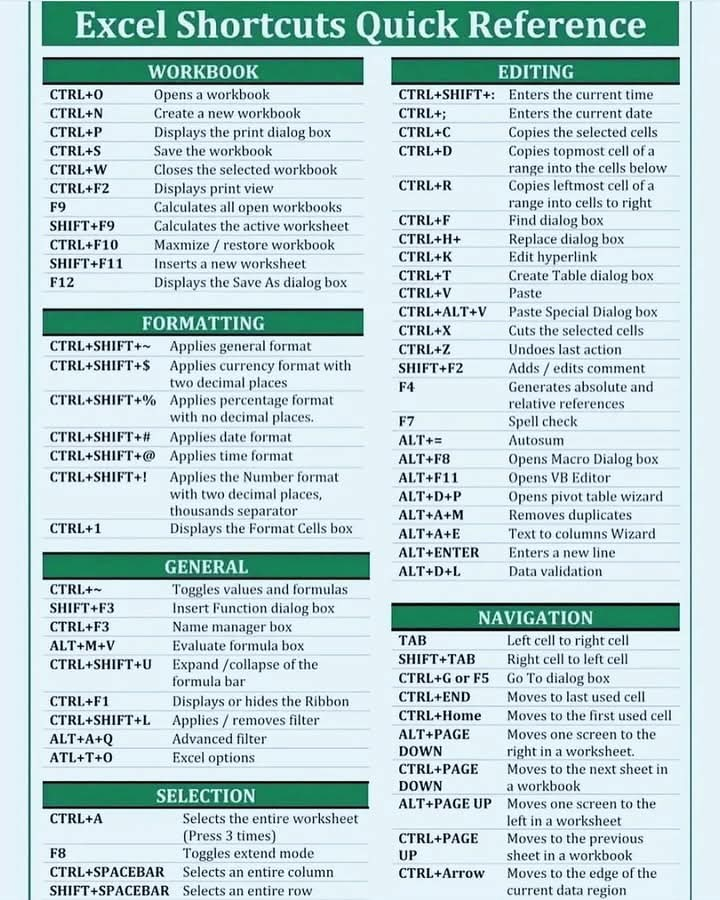 Excel Shortcuts Quick Reference
WORKBOOK
CTRL+O Opens a workbook
CTRL+N Create a new workbook
CTRL+P Displays the print dialog box
CTRL+S Save the workbook
CTRL+W Closes the selected workbook
CTRL+F2 Displays print view
F9 Calculates all open workbooks
SHIFT+F9 Calculates the active worksheet
CTRL+F10 Maxmize / restore workbook
SHIFT+F11 Inserts a new worksheet
F12 Displays the Save As dialog box
FORMATTING
CTRL+SHIFT+~ Applies general format
CTRL+SHIFT+$ Applies currency format with
two decimal places
CTRL+SHIFT+% Applies percentage format
with no decimal places.
CTRL+SHIFT+# Applies date format
CTRL+SHIFT+@ Applies time format
CTRL+SHIFT+! Applies the Number format
with two decimal places,
thousands separator
CTRL+1 Displays the Format Cells box
GENERAL
CTRL+~ Toggles values and formulas
SHIFT+F3 Insert Function dialog box
CTRL+F3 Name manager box
ALT+M+V Evaluate formula box
CTRL+SHIFT+U Expand /collapse of the
formula bar
CTRL+F1 Displays or hides the Ribbon
CTRL+SHIFT+L Applies / removes filter
ALT+A+Q Advanced filter
ATL+T+O Excel options
SELECTION
CTRL+A Selects the entire worksheet
(Press 3 times)
F8 Toggles extend mode
CTRL+SPACEBAR Selects an entire column
SHIFT+SPACEBAR Selects an entire row
EDITING
CTRL+SHIFT+: Enters the current time
CTRL+; Enters the current date
CTRL+C Copies the selected cells
CTRL+D Copies topmost cell of a
range into the cells below
CTRL+R Copies leftmost cell of a
range into cells to right
CTRL+F Find dialog box
CTRL+H+ Replace dialog box
CTRL+K Edit hyperlink
CTRL+T Create Table dialog box
CTRL+V Paste
CTRL+ALT+V Paste Special Dialog box
CTRL+X Cuts the selected cells
CTRL+Z Undoes last action
SHIFT+F2 Adds / edits comment
F4 Generates absolute and
relative references
F7 Spell check
ALT+= Autosum
ALT+F8 Opens Macro Dialog box
ALT+F11 Opens VB Editor
ALT+D+P Opens pivot table wizard
ALT+A+M Removes duplicates
ALT+A+E Text to columns Wizard
ALT+ENTER Enters a new line
ALT+D+L Data validation
NAVIGATION
TAB Left cell to right cell
SHIFT+TAB Right cell to left cell
CTRL+G or F5 Go To dialog box
CTRL+END Moves to last used cell
CTRL+Home Moves to the first used cell
ALT+PAGE Moves one screen to the
DOWN right in a worksheet.
CTRL+PAGE Moves to the next sheet in
DOWN a workbook
ALT+PAGE UP Moves one screen to the
left in a worksheet
CTRL+PAGE Moves to the previous
UP sheet in a workbook
CTRL+Arrow Moves to the edge of the
current data region